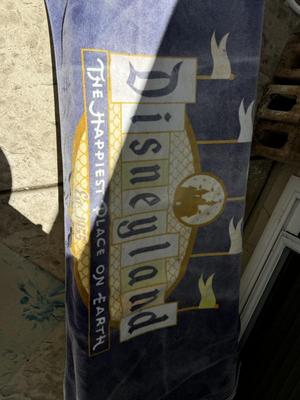 Disneyland
THE HAPPIEST PLACE ON EARTH